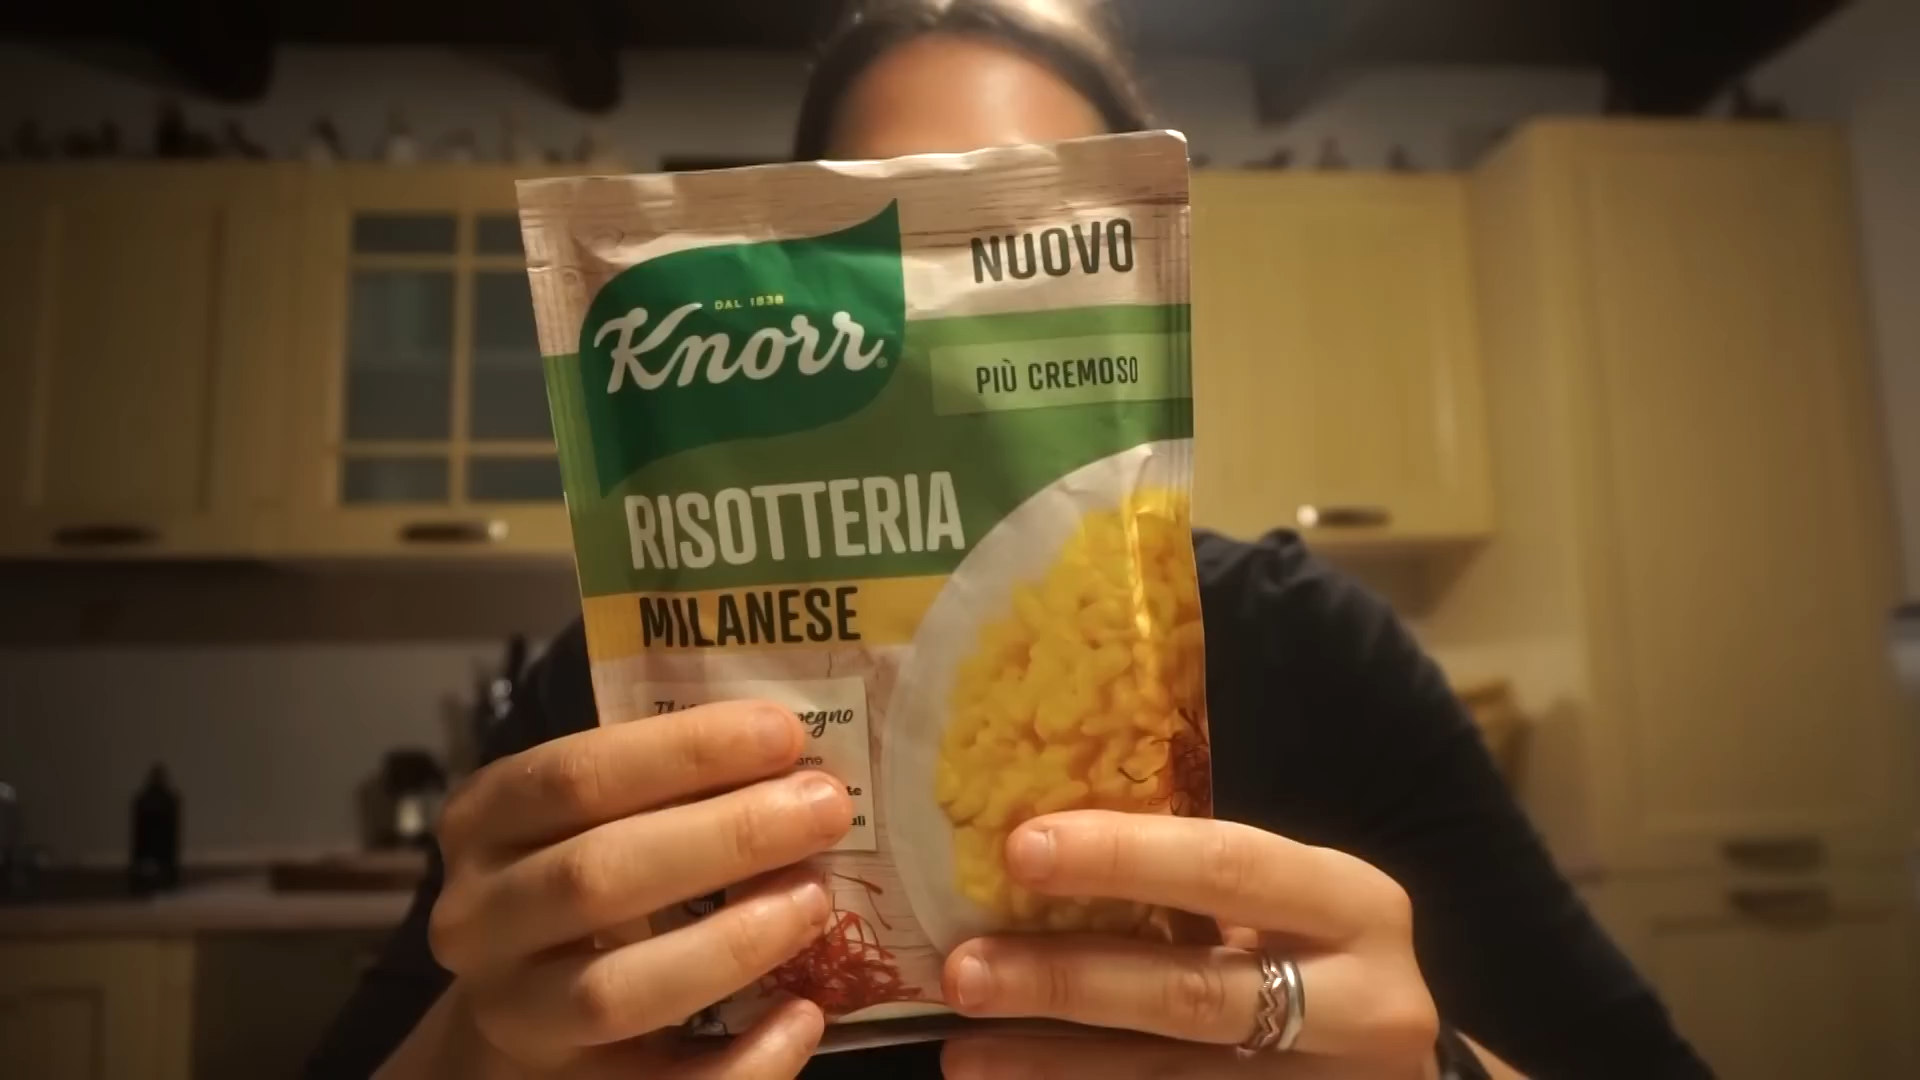 DAL 1838
Knorr
NUOVO
PIÙ CREMOSO
RISOTTERIA
MILANESE